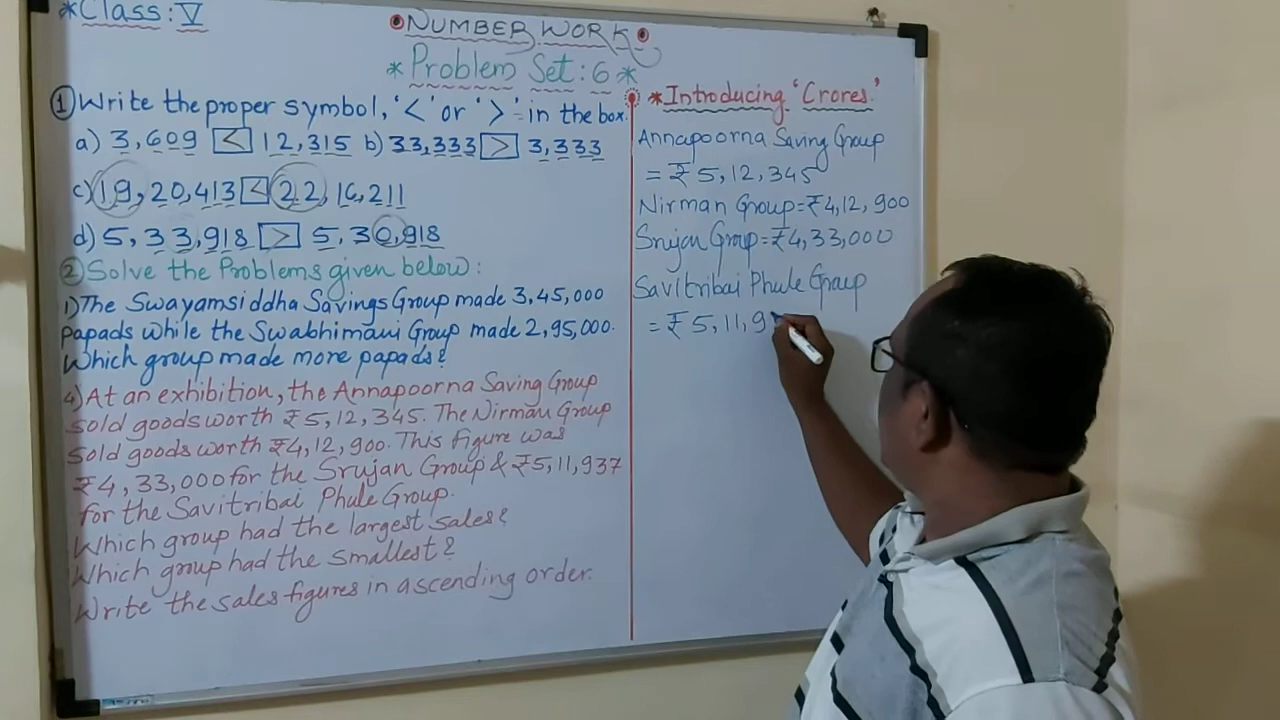 *Class: V
NUMBER WORK
* Problem Set: 6 *
① Write the proper symbol, '<' or '>' in the box.
a) 3,609 < 12,315 b) 33,333 > 3,333
c) 19,20,413 < 22,16,211
d) 5,33,918 > 5,30,918
② Solve the Problems given below:
1) The Swayamsiddha Savings Group made 3,45,000
papads while the Swabhimani Group made 2,95,000.
Which group made more papads?
4) At an exhibition, the Annapoorna Saving Group
sold goods worth ₹5,12,345. The Nirman Group
sold goods worth ₹4,12,900. This figure was
₹4,33,000 for the Srujan Group & ₹5,11,937
for the Savitribai Phule Group.
Which group had the largest sales?
Which group had the smallest?
Write the sales figures in ascending order.
* Introducing 'Crores.'
Annapoorna Saving Group
= ₹5,12,345
Nirman Group = ₹4,12,900
Srujan Group = ₹4,33,000
Savitribai Phule Group
= ₹5,11,9